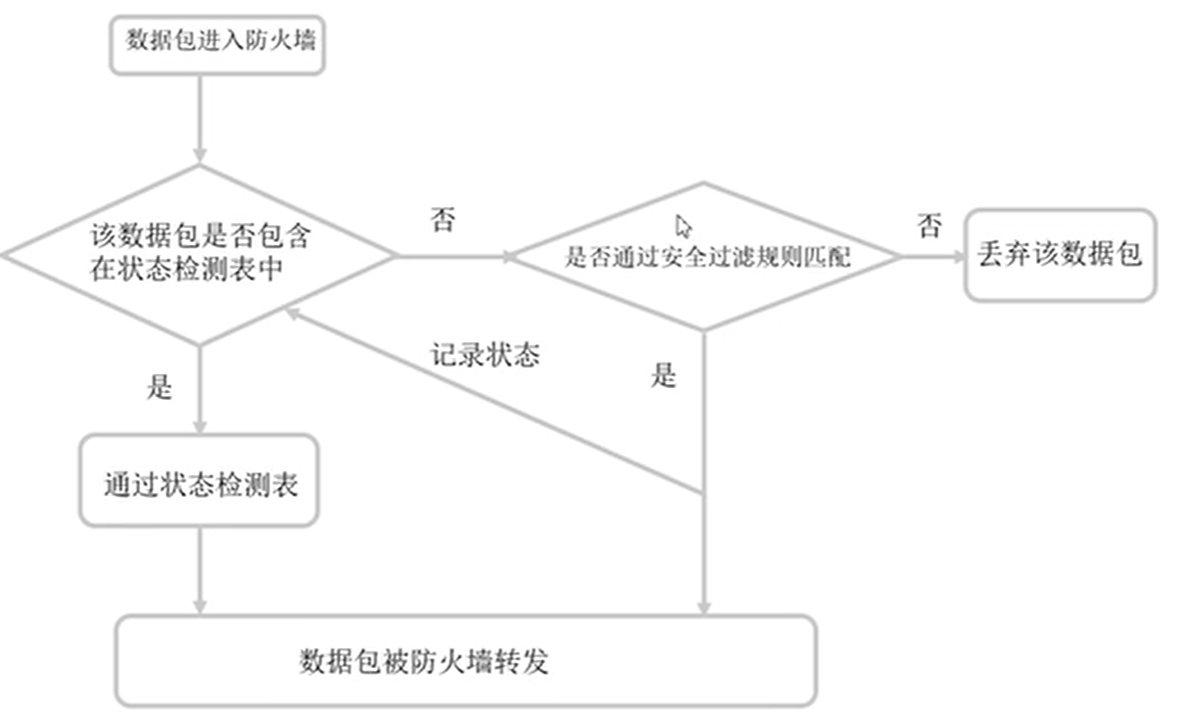 数据包进入防火墙
该数据包是否包含
在状态检测表中
否
是否通过安全过滤规则匹配
否
丢弃该数据包
记录状态
是
是
通过状态检测表
数据包被防火墙转发